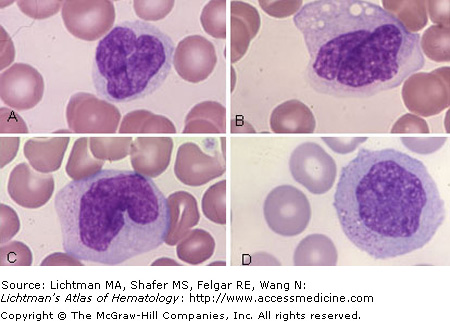 A
B
C
D
Source: Lichtman MA, Shafer MS, Felgar RE, Wang N:
Lichtman's Atlas of Hematology: http://www.accessmedicine.com
Copyright © The McGraw-Hill Companies, Inc. All rights reserved.